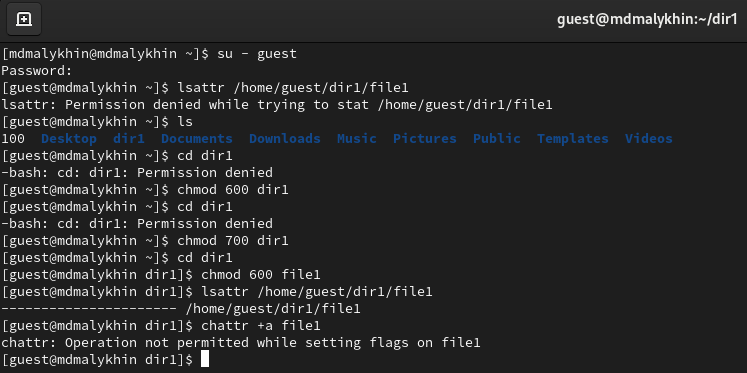 guest@mdmalykhin:~/dir1
[mdmalykhin@mdmalykhin ~]$ su - guest
Password:
[guest@mdmalykhin ~]$ lsattr /home/guest/dir1/file1
lsattr: Permission denied while trying to stat /home/guest/dir1/file1
[guest@mdmalykhin ~]$ ls
100  Desktop  dir1  Documents  Downloads  Music  Pictures  Public  Templates  Videos
[guest@mdmalykhin ~]$ cd dir1
-bash: cd: dir1: Permission denied
[guest@mdmalykhin ~]$ chmod 600 dir1
[guest@mdmalykhin ~]$ cd dir1
-bash: cd: dir1: Permission denied
[guest@mdmalykhin ~]$ chmod 700 dir1
[guest@mdmalykhin ~]$ cd dir1
[guest@mdmalykhin dir1]$ chmod 600 file1
[guest@mdmalykhin dir1]$ lsattr /home/guest/dir1/file1
---------------------- /home/guest/dir1/file1
[guest@mdmalykhin dir1]$ chattr +a file1
chattr: Operation not permitted while setting flags on file1
[guest@mdmalykhin dir1]$